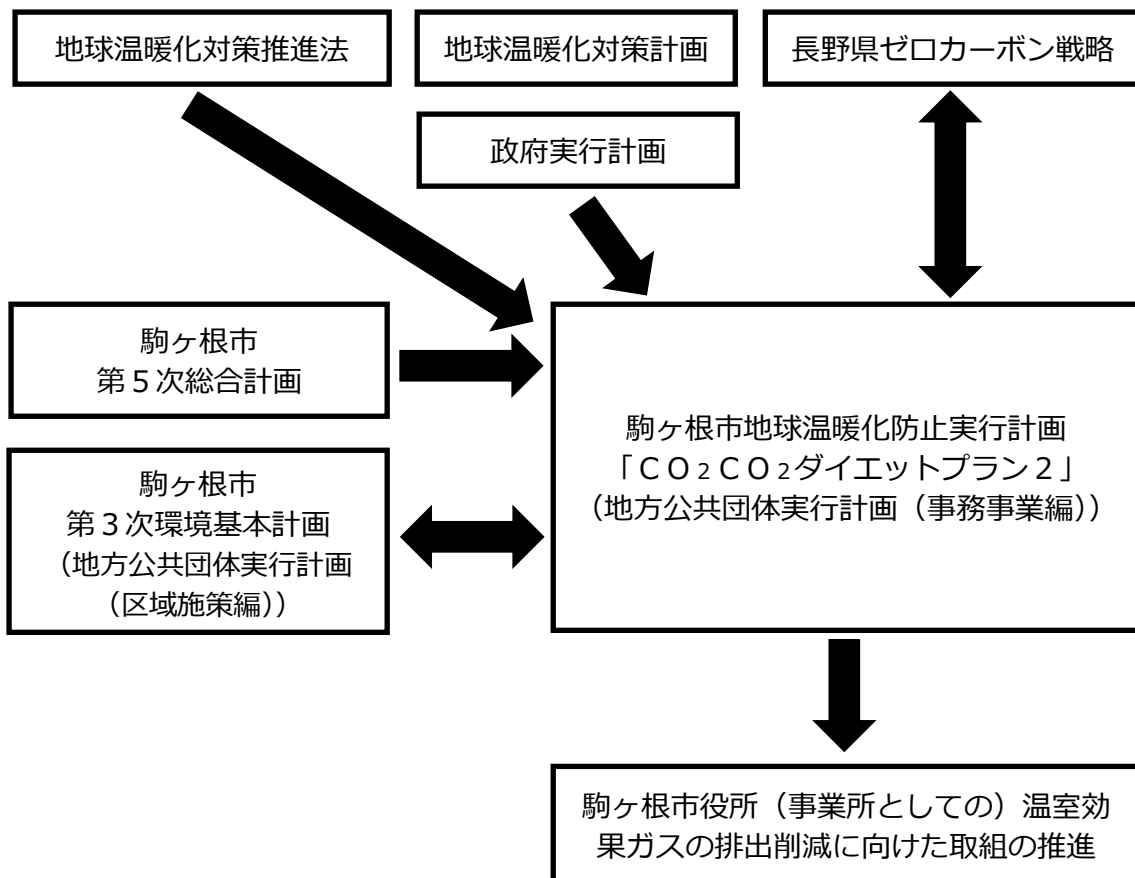 地球温暖化対策推進法
地球温暖化対策計画
長野県ゼロカーボン戦略
政府実行計画
駒ヶ根市
第５次総合計画
駒ヶ根市
第３次環境基本計画
（地方公共団体実行計画
（区域施策編））
駒ヶ根市地球温暖化防止実行計画
「ＣＯ₂ＣＯ₂ダイエットプラン２」
（地方公共団体実行計画（事務事業編））
駒ヶ根市役所（事業所としての）温室効
果ガスの排出削減に向けた取組の推進